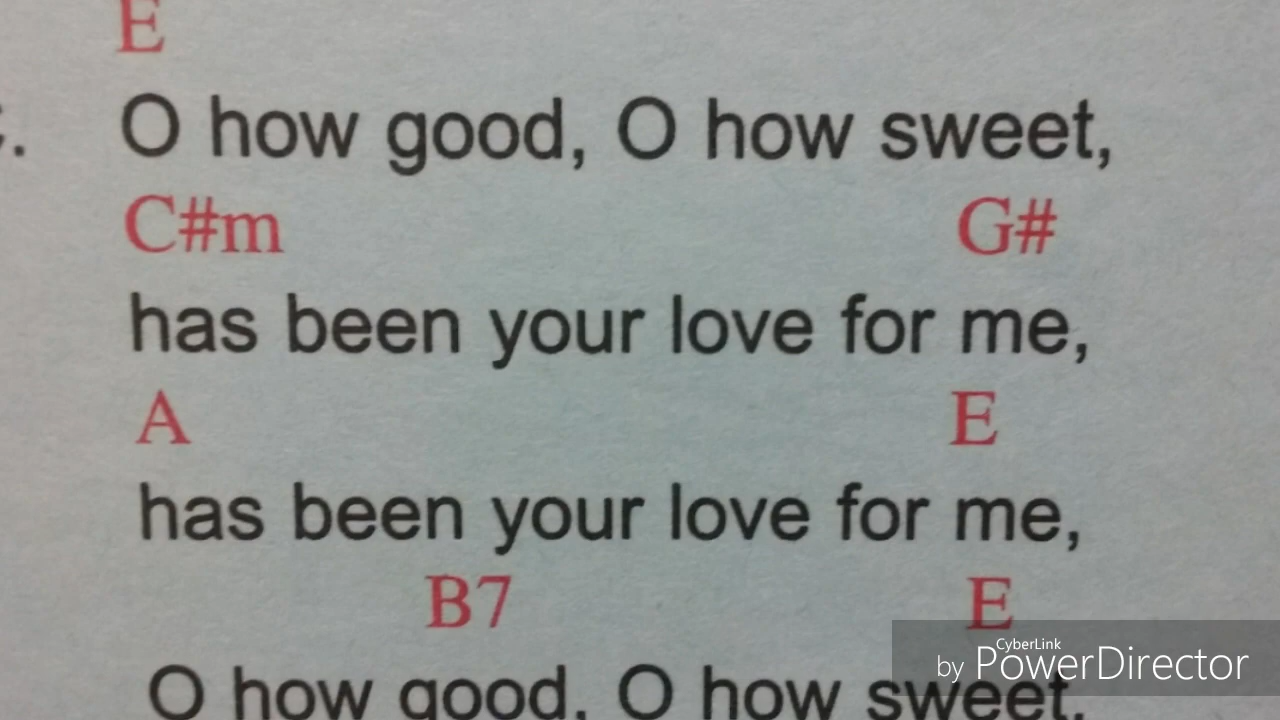 E
. O how good, O how sweet,
C#m G#
has been your love for me,
A E
has been your love for me,
B7 E
O how good, O how sweet,
CyberLink
by PowerDirector